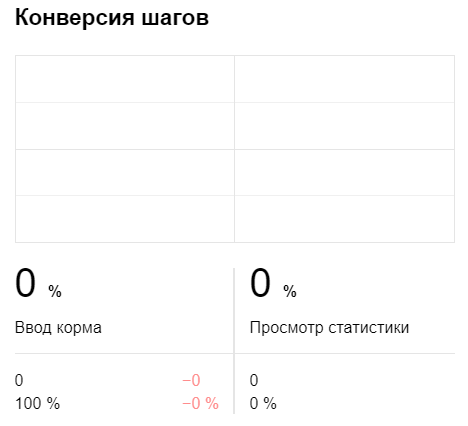 Конверсия шагов
0 % 0 %
Ввод корма Просмотр статистики
0 −0 0
100 % −0 % 0 %